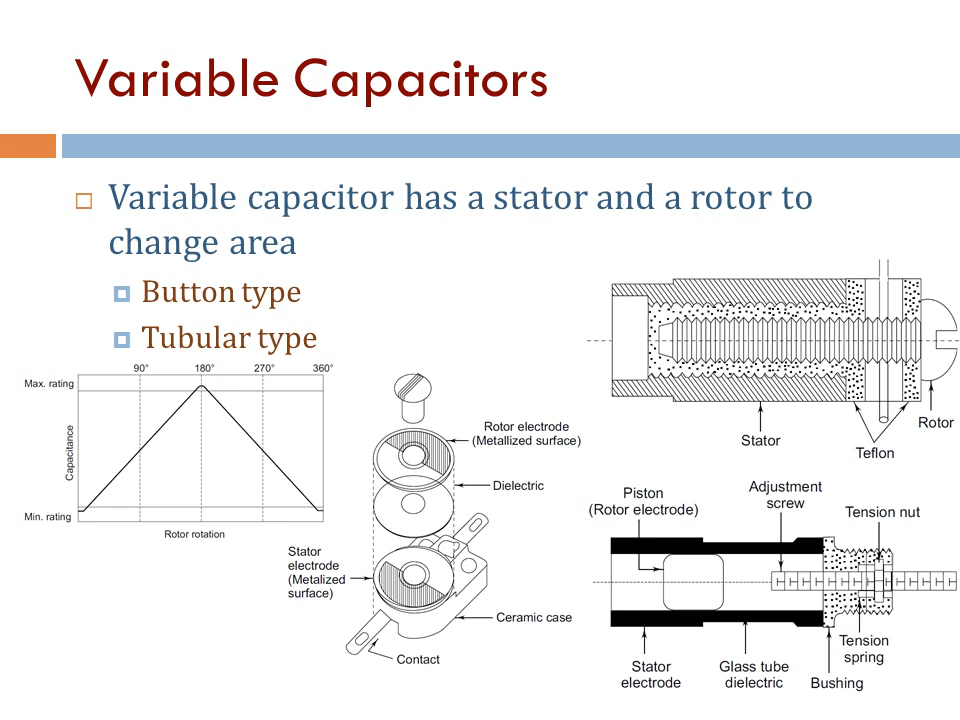 Variable Capacitors
Variable capacitor has a stator and a rotor to
change area
Button type
Tubular type
90° 180° 270° 360°
Max. rating
Capacitance
Min. rating
Rotor rotation
Rotor electrode
(Metallized surface)
Dielectric
Stator
electrode
(Metalized
surface)
Ceramic case
Contact
Rotor
Stator
Teflon
Piston
(Rotor electrode)
Adjustment
screw
Tension nut
Tension
spring
Stator
electrode
Glass tube
dielectric
Bushing